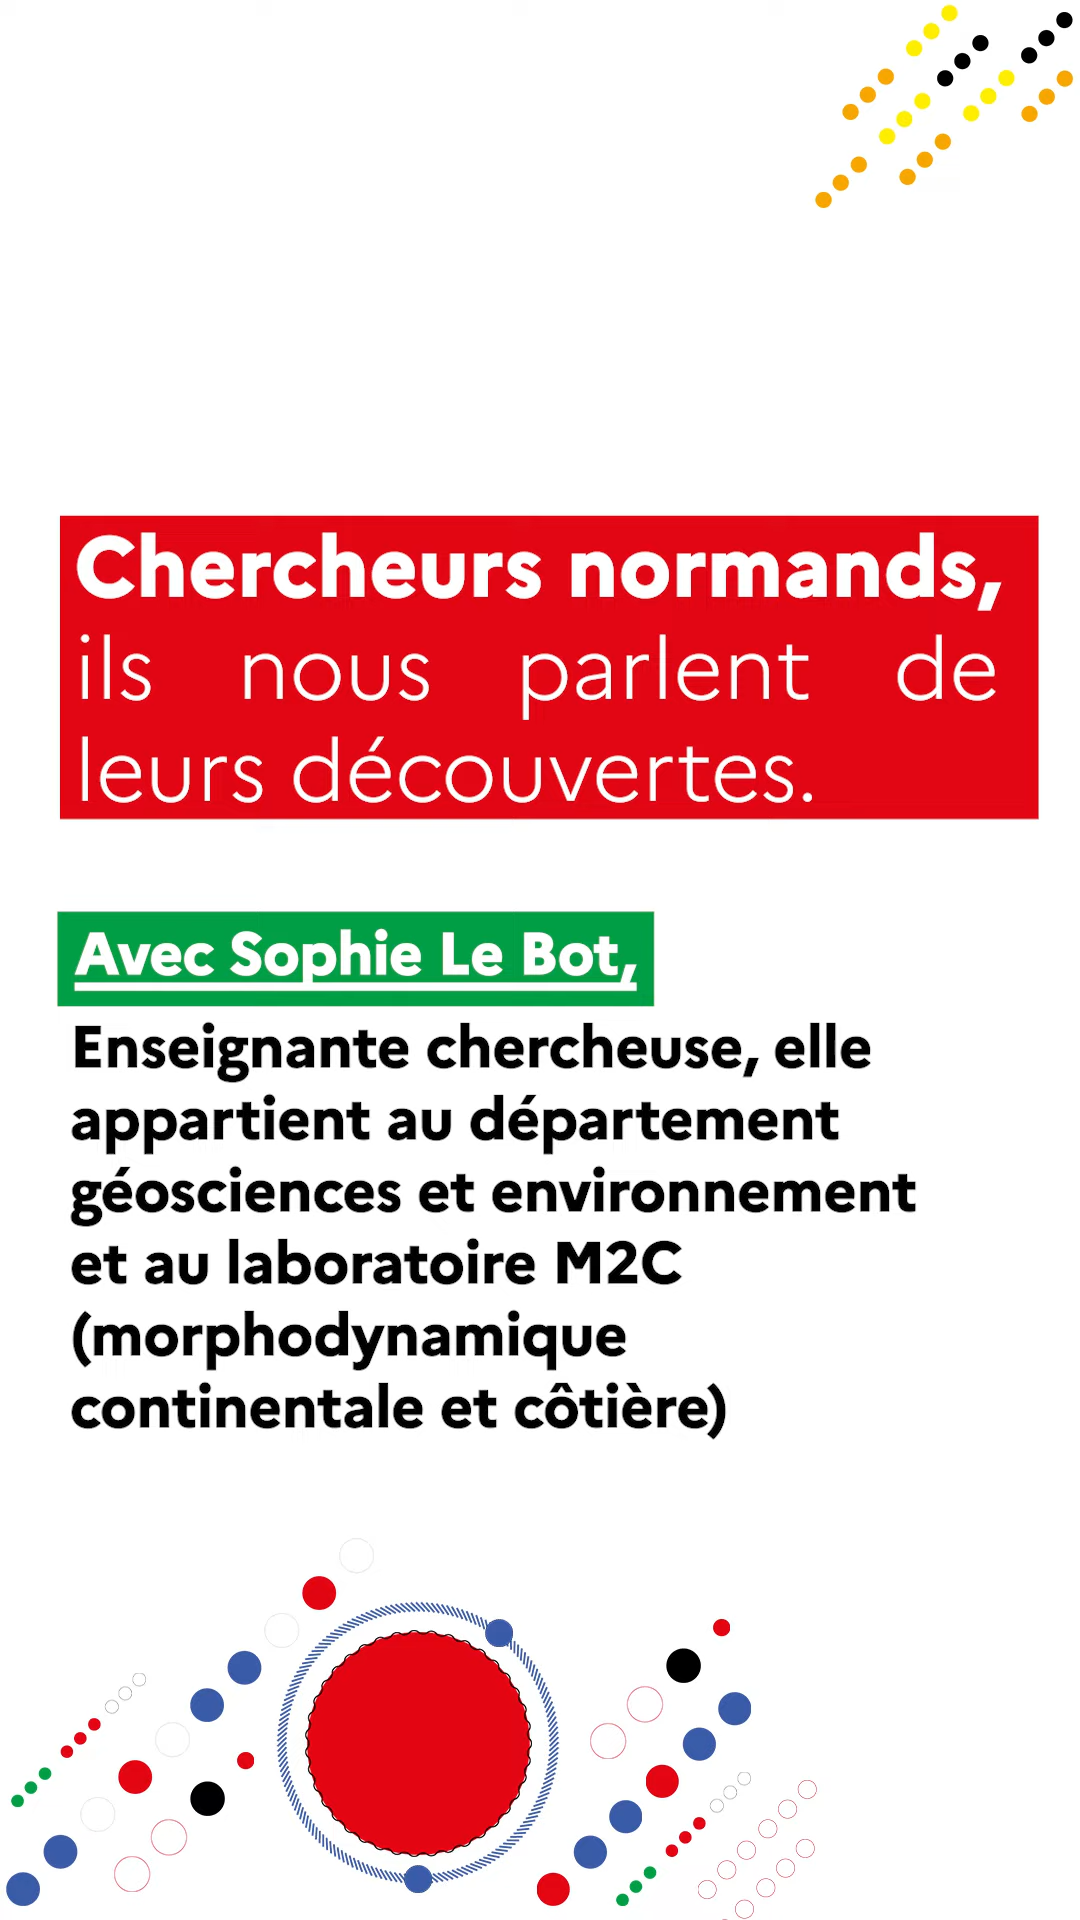 Chercheurs normands,
ils nous parlent de
leurs découvertes.
Avec Sophie Le Bot,
Enseignante chercheuse, elle
appartient au département
géosciences et environnement
et au laboratoire M2C
(morphodynamique
continentale et côtière)